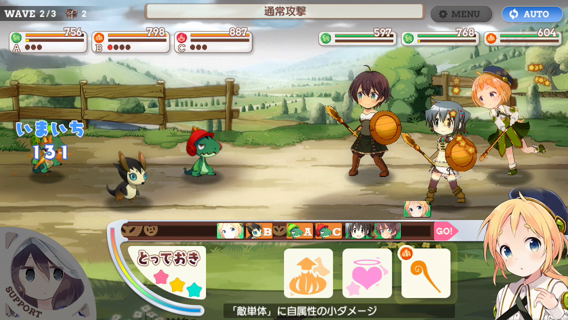 WAVE 2/3
2
通常攻撃
MENU
AUTO
756
798
887
A
B
C
597
768
604
いまいち
131
B
A
C
GO!
とっておき
SUPPORT
「敵単体」に自属性の小ダメージ